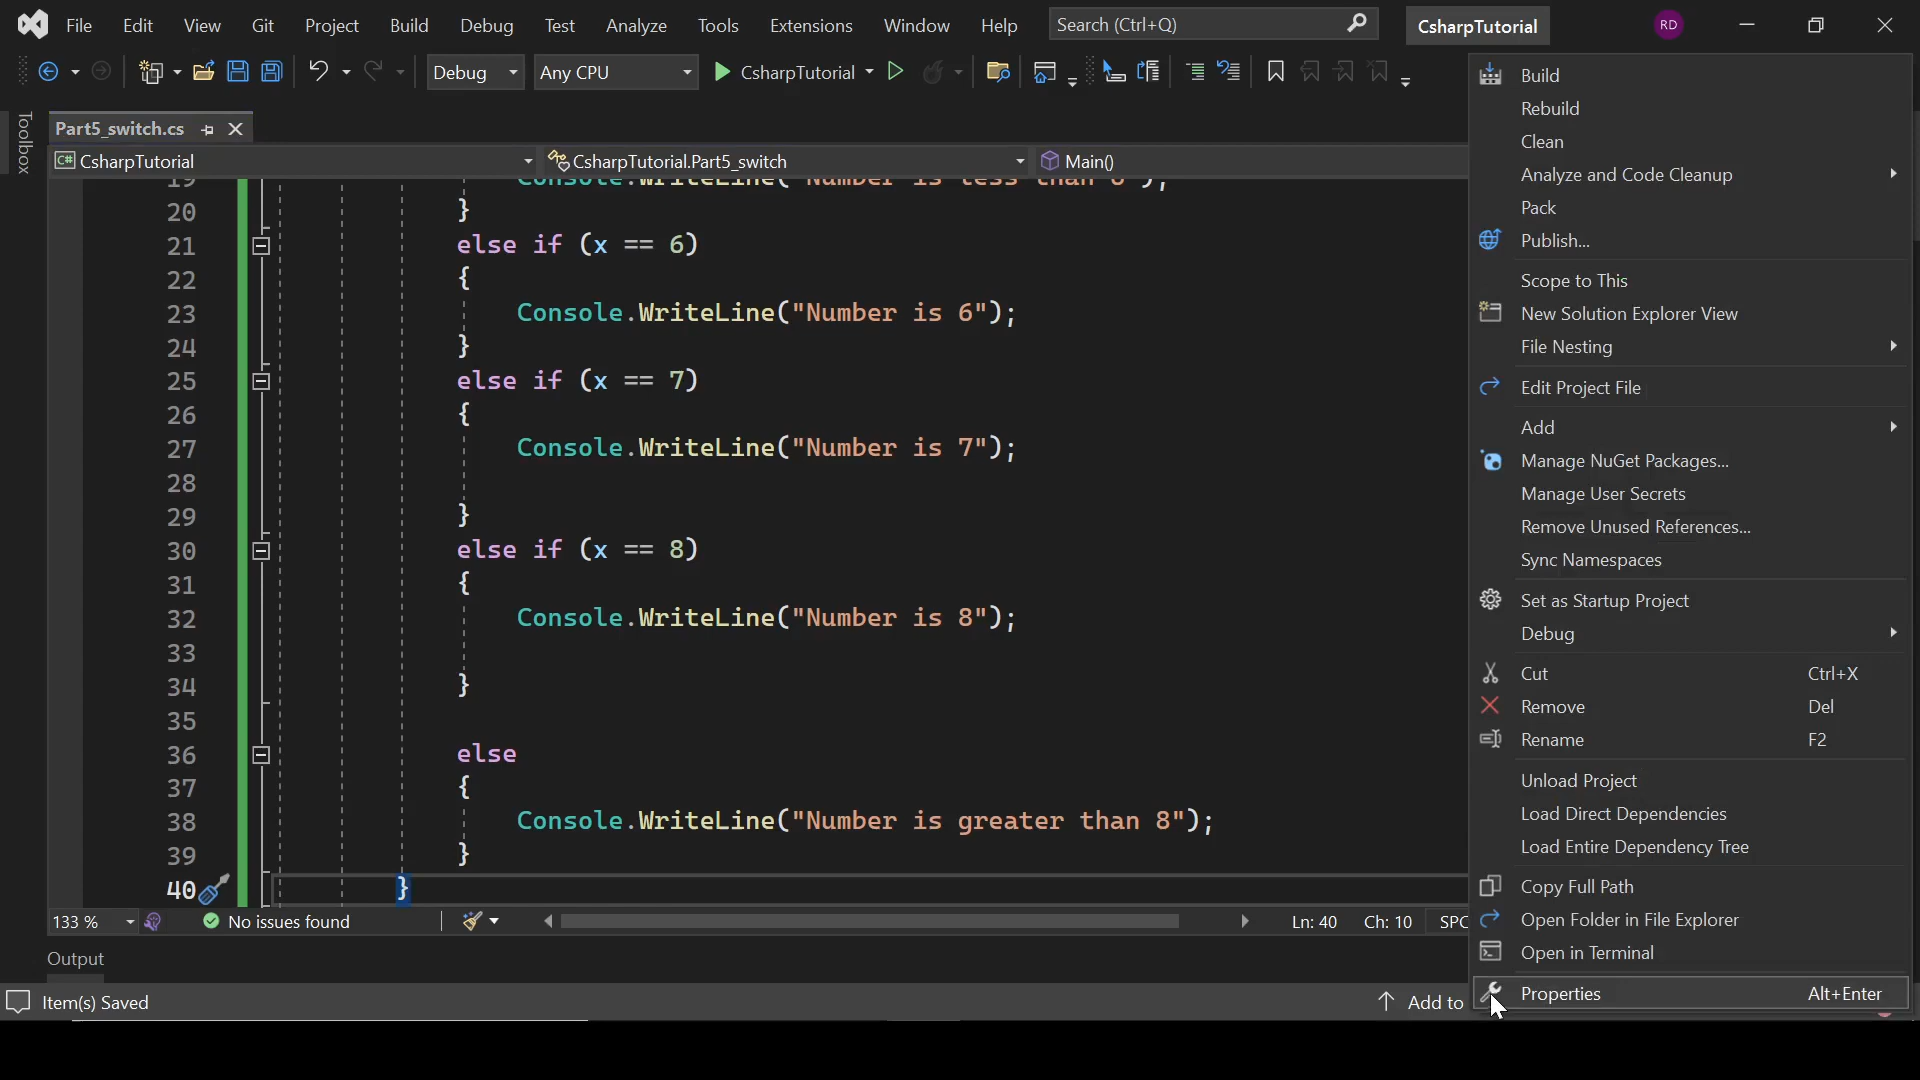 File Edit View Git Project Build Debug Test Analyze Tools Extensions Window Help Search (Ctrl+Q) CsharpTutorial RD
Debug Any CPU CsharpTutorial
Toolbox
Part5_switch.cs
C# CsharpTutorial CsharpTutorial.Part5_switch Main()
19 Console.WriteLine("Number is less than 6");
20 }
21 else if (x == 6)
22 {
23 Console.WriteLine("Number is 6");
24 }
25 else if (x == 7)
26 {
27 Console.WriteLine("Number is 7");
28
29 }
30 else if (x == 8)
31 {
32 Console.WriteLine("Number is 8");
33
34 }
35
36 else
37 {
38 Console.WriteLine("Number is greater than 8");
39 }
40 }
133 % No issues found Ln: 40 Ch: 10 SPC
Output
Item(s) Saved Add to
Build
Rebuild
Clean
Analyze and Code Cleanup
Pack
Publish...
Scope to This
New Solution Explorer View
File Nesting
Edit Project File
Add
Manage NuGet Packages...
Manage User Secrets
Remove Unused References...
Sync Namespaces
Set as Startup Project
Debug
Cut Ctrl+X
Remove Del
Rename F2
Unload Project
Load Direct Dependencies
Load Entire Dependency Tree
Copy Full Path
Open Folder in File Explorer
Open in Terminal
Properties Alt+Enter